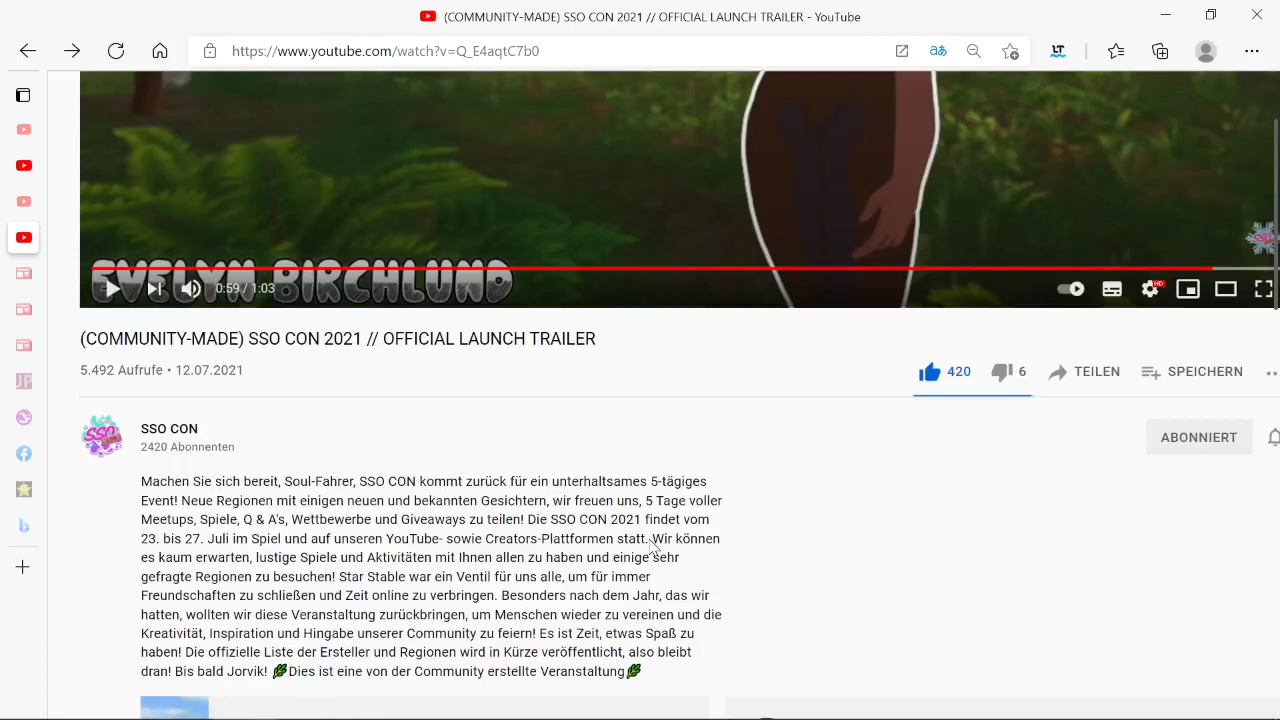 (COMMUNITY-MADE) SSO CON 2021 // OFFICIAL LAUNCH TRAILER - YouTube
https://www.youtube.com/watch?v=Q_E4aqtC7b0
aあ
LT
EVELYN BIRCHLUND
0:59 / 1:03
HD
(COMMUNITY-MADE) SSO CON 2021 // OFFICIAL LAUNCH TRAILER
5.492 Aufrufe • 12.07.2021
420
6
TEILEN
SPEICHERN
JP
SSO
SSO CON
2420 Abonnenten
ABONNIERT
Machen Sie sich bereit, Soul-Fahrer, SSO CON kommt zurück für ein unterhaltsames 5-tägiges
Event! Neue Regionen mit einigen neuen und bekannten Gesichtern, wir freuen uns, 5 Tage voller
Meetups, Spiele, Q & A's, Wettbewerbe und Giveaways zu teilen! Die SSO CON 2021 findet vom
23. bis 27. Juli im Spiel und auf unseren YouTube- sowie Creators-Plattformen statt. Wir können
es kaum erwarten, lustige Spiele und Aktivitäten mit Ihnen allen zu haben und einige sehr
gefragte Regionen zu besuchen! Star Stable war ein Ventil für uns alle, um für immer
Freundschaften zu schließen und Zeit online zu verbringen. Besonders nach dem Jahr, das wir
hatten, wollten wir diese Veranstaltung zurückbringen, um Menschen wieder zu vereinen und die
Kreativität, Inspiration und Hingabe unserer Community zu feiern! Es ist Zeit, etwas Spaß zu
haben! Die offizielle Liste der Ersteller und Regionen wird in Kürze veröffentlicht, also bleibt
dran! Bis bald Jorvik! 🌿Dies ist eine von der Community erstellte Veranstaltung🌿